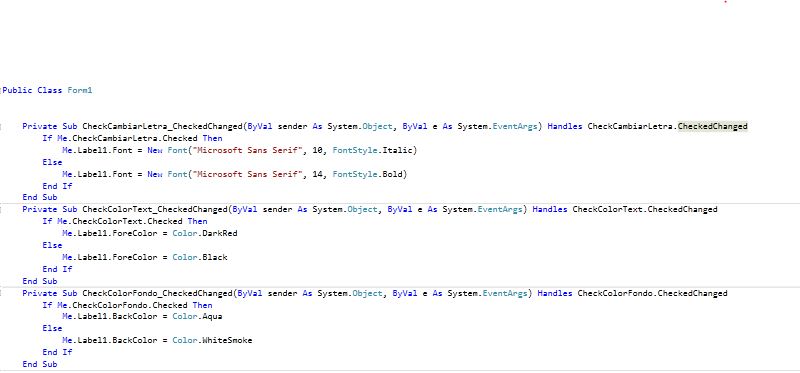 Public Class Form1
Private Sub CheckCambiarLetra_CheckedChanged(ByVal sender As System.Object, ByVal e As System.EventArgs) Handles CheckCambiarLetra.CheckedChanged
If Me.CheckCambiarLetra.Checked Then
Me.Label1.Font = New Font("Microsoft Sans Serif", 10, FontStyle.Italic)
Else
Me.Label1.Font = New Font("Microsoft Sans Serif", 14, FontStyle.Bold)
End If
End Sub
Private Sub CheckColorText_CheckedChanged(ByVal sender As System.Object, ByVal e As System.EventArgs) Handles CheckColorText.CheckedChanged
If Me.CheckColorText.Checked Then
Me.Label1.ForeColor = Color.DarkRed
Else
Me.Label1.ForeColor = Color.Black
End If
End Sub
Private Sub CheckColorFondo_CheckedChanged(ByVal sender As System.Object, ByVal e As System.EventArgs) Handles CheckColorFondo.CheckedChanged
If Me.CheckColorFondo.Checked Then
Me.Label1.BackColor = Color.Aqua
Else
Me.Label1.BackColor = Color.WhiteSmoke
End If
End Sub